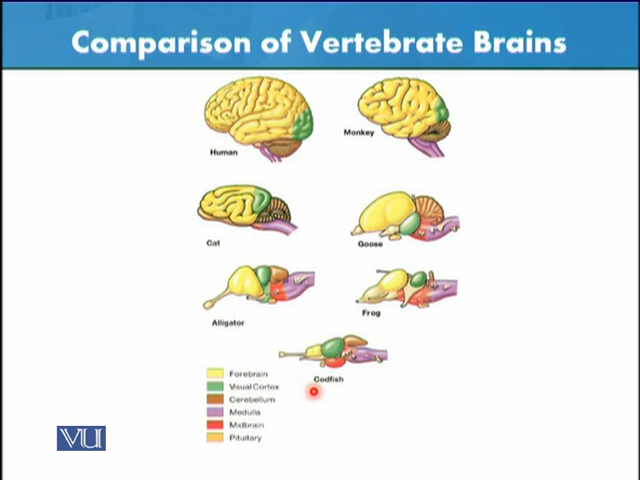 Comparison of Vertebrate Brains
Human
Monkey
Cat
Goose
Alligator
Frog
Codfish
Forebrain
Visual Cortex
Cerebellum
Medulla
Midbrain
Pituitary
VU